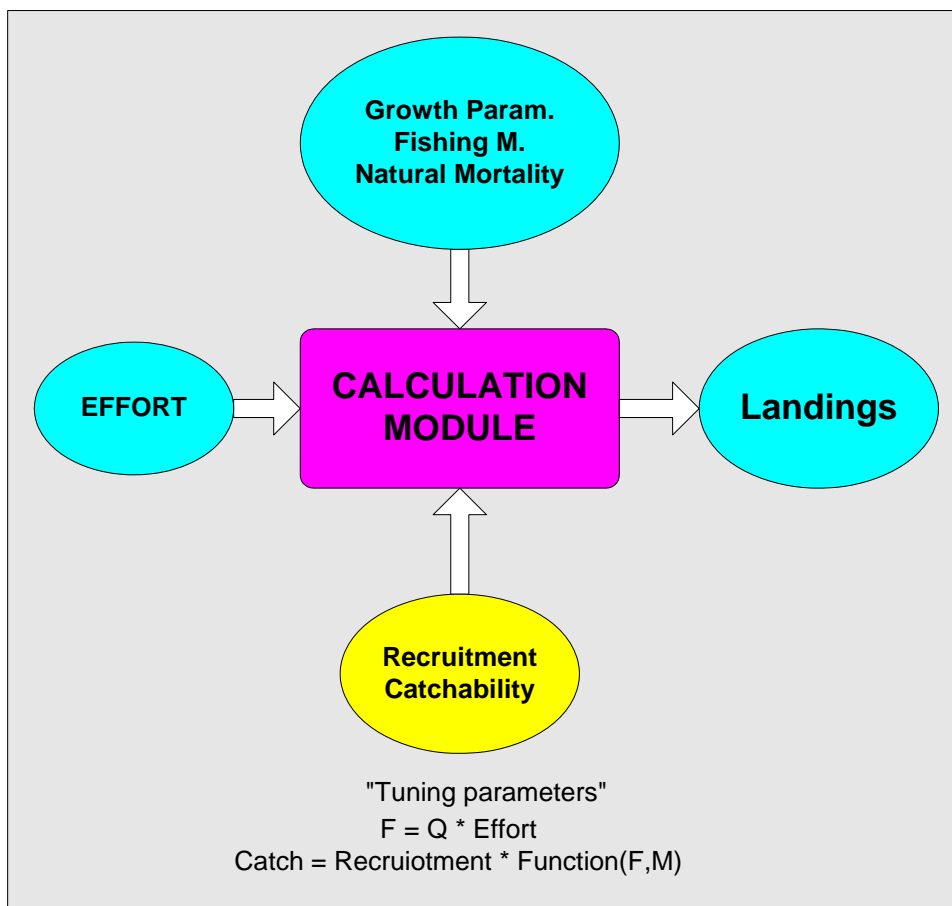 Growth Param.
Fishing M.
Natural Mortality
EFFORT
CALCULATION
MODULE
Landings
Recruitment
Catchability
"Tuning parameters"
F = Q * Effort
Catch = Recruiotment * Function(F,M)